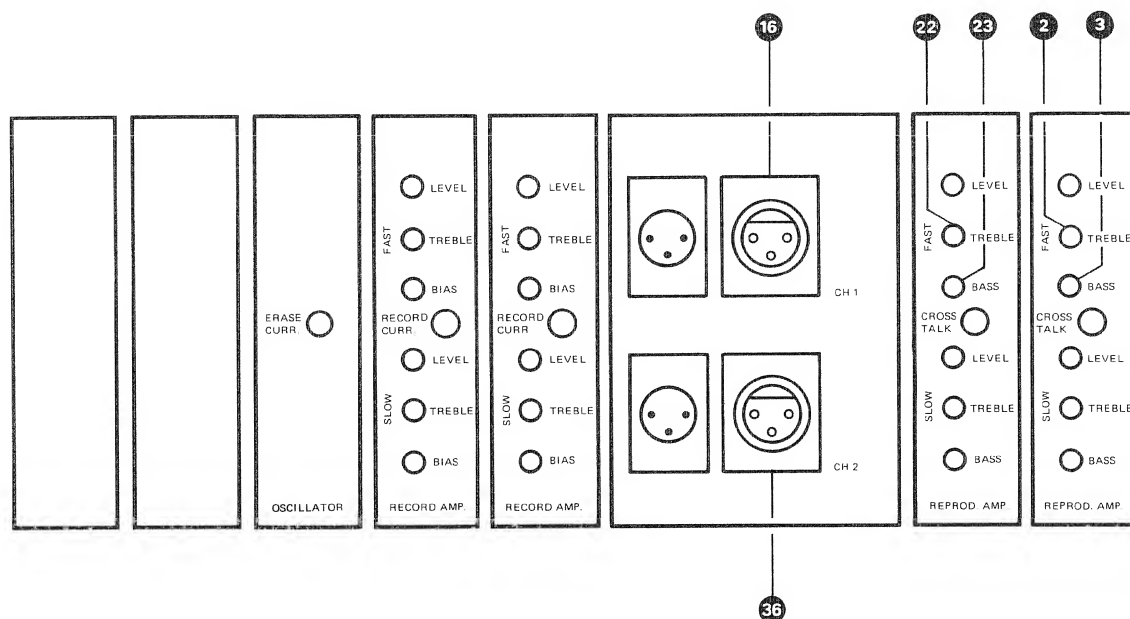 16
22
23
2
3
ERASE CURR.
OSCILLATOR
LEVEL
FAST
TREBLE
BIAS
RECORD CURR.
LEVEL
SLOW
TREBLE
BIAS
RECORD AMP.
LEVEL
FAST
TREBLE
BIAS
RECORD CURR
LEVEL
SLOW
TREBLE
BIAS
RECORD AMP.
CH 1
CH 2
LEVEL
FAST
TREBLE
BASS
CROSS TALK
LEVEL
SLOW
TREBLE
BASS
REPROD. AMP.
LEVEL
FAST
TREBLE
BASS
CROSS TALK
LEVEL
SLOW
TREBLE
BASS
REPROD. AMP.
36